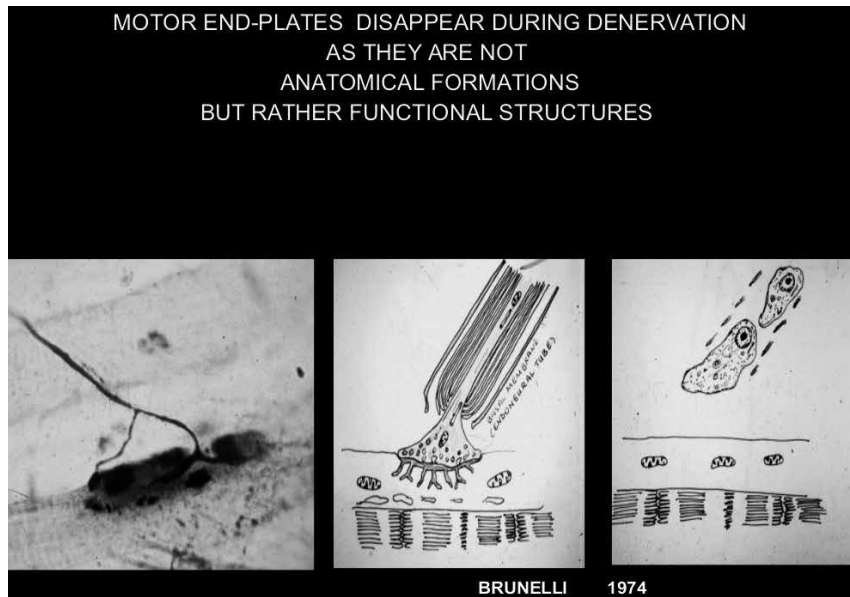 MOTOR END-PLATES DISAPPEAR DURING DENERVATION
AS THEY ARE NOT
ANATOMICAL FORMATIONS
BUT RATHER FUNCTIONAL STRUCTURES
BASAL MEMBRANE
(ENDONEURAL TUBES)
BRUNELLI 1974